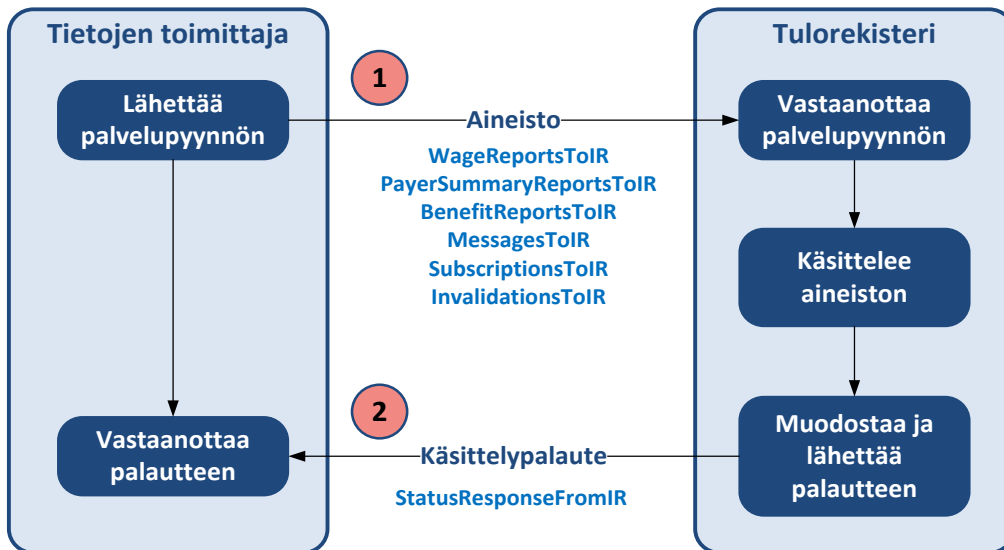 Tietojen toimittaja
Tulorekisteri
1
Lähettää
palvelupyynnön
Aineisto
WageReportsToIR
PayerSummaryReportsToIR
BenefitReportsToIR
MessagesToIR
SubscriptionsToIR
InvalidationsToIR
Vastaanottaa
palvelupyynnön
Käsittelee
aineiston
2
Muodostaa ja
lähettää
palautteen
Käsittelypalaute
StatusResponseFromIR
Vastaanottaa
palautteen